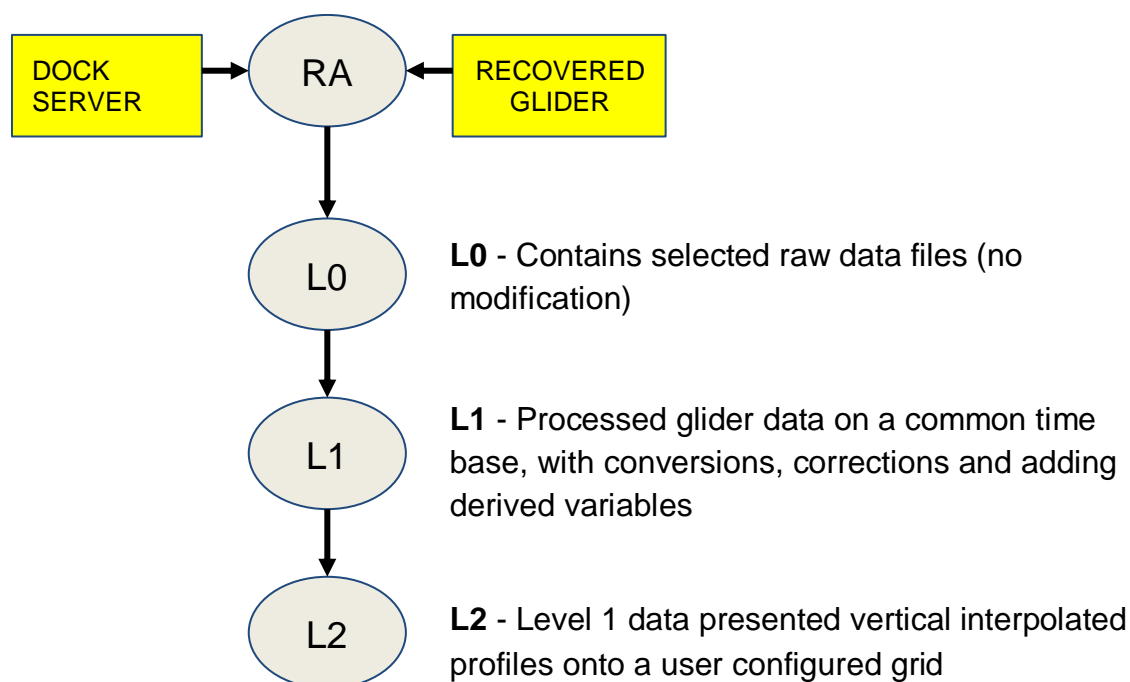 DOCK
SERVER
RA
RECOVERED
GLIDER
L0
L0 - Contains selected raw data files (no
modification)
L1
L1 - Processed glider data on a common time
base, with conversions, corrections and adding
derived variables
L2
L2 - Level 1 data presented vertical interpolated
profiles onto a user configured grid